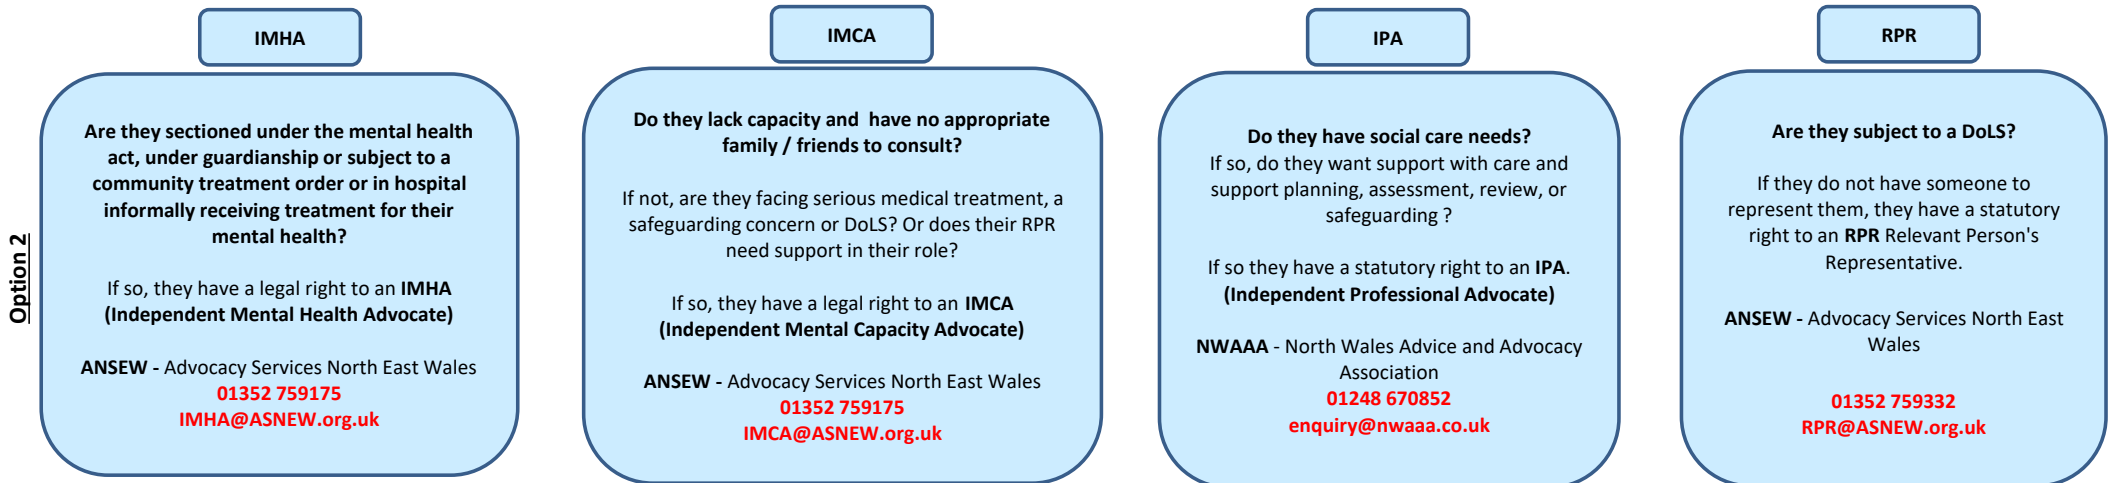 Option 2
IMHA
Are they sectioned under the mental health
act, under guardianship or subject to a
community treatment order or in hospital
informally receiving treatment for their
mental health?
If so, they have a legal right to an IMHA
(Independent Mental Health Advocate)
ANSEW - Advocacy Services North East Wales
01352 759175
IMHA@ASNEW.org.uk
IMCA
Do they lack capacity and have no appropriate
family / friends to consult?
If not, are they facing serious medical treatment, a
safeguarding concern or DoLS? Or does their RPR
need support in their role?
If so, they have a legal right to an IMCA
(Independent Mental Capacity Advocate)
ANSEW - Advocacy Services North East Wales
01352 759175
IMCA@ASNEW.org.uk
IPA
Do they have social care needs?
If so, do they want support with care and
support planning, assessment, review, or
safeguarding ?
If so they have a statutory right to an IPA.
(Independent Professional Advocate)
NWAAA - North Wales Advice and Advocacy
Association
01248 670852
enquiry@nwaaa.co.uk
RPR
Are they subject to a DoLS?
If they do not have someone to
represent them, they have a statutory
right to an RPR Relevant Person's
Representative.
ANSEW - Advocacy Services North East
Wales
01352 759332
RPR@ASNEW.org.uk